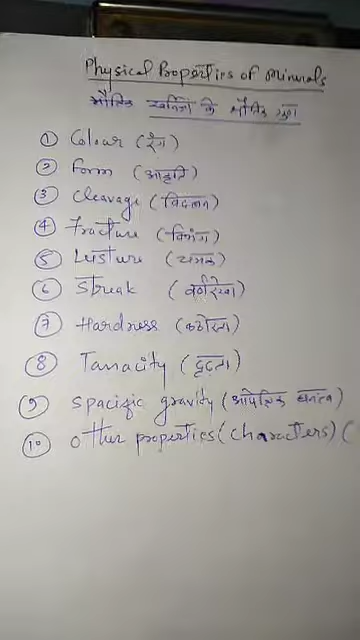 Physical Properties of minerals
भौतिक खनिजों के भौतिक गुण
① Colour (रंग)
② Form (आकृति)
③ Cleavage (विदलन)
④ Fracture (विभंग)
⑤ Lusture (चमक)
⑥ Streak (वर्णरेखा)
⑦ Hardness (कठोरता)
⑧ Tanacity (दृढ़ता)
⑨ Spacific gravity (आपेक्षिक घनत्व)
⑩ other properties (characters) (